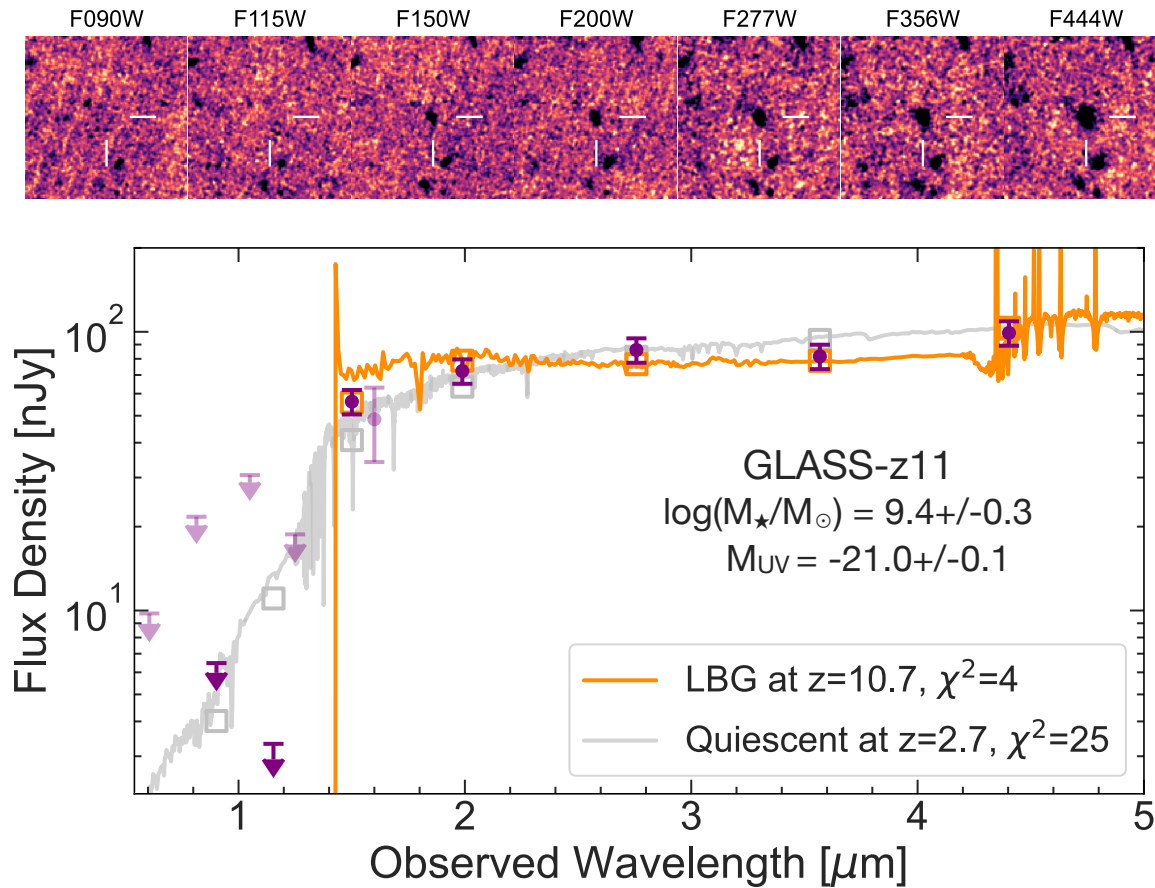 F090W F115W F150W F200W F277W F356W F444W
10²
10¹
Flux Density [nJy]
GLASS-z11
log(M★/M⊙) = 9.4+/-0.3
MUV = -21.0+/-0.1
LBG at z=10.7, χ²=4
Quiescent at z=2.7, χ²=25
1 2 3 4 5
Observed Wavelength [μm]